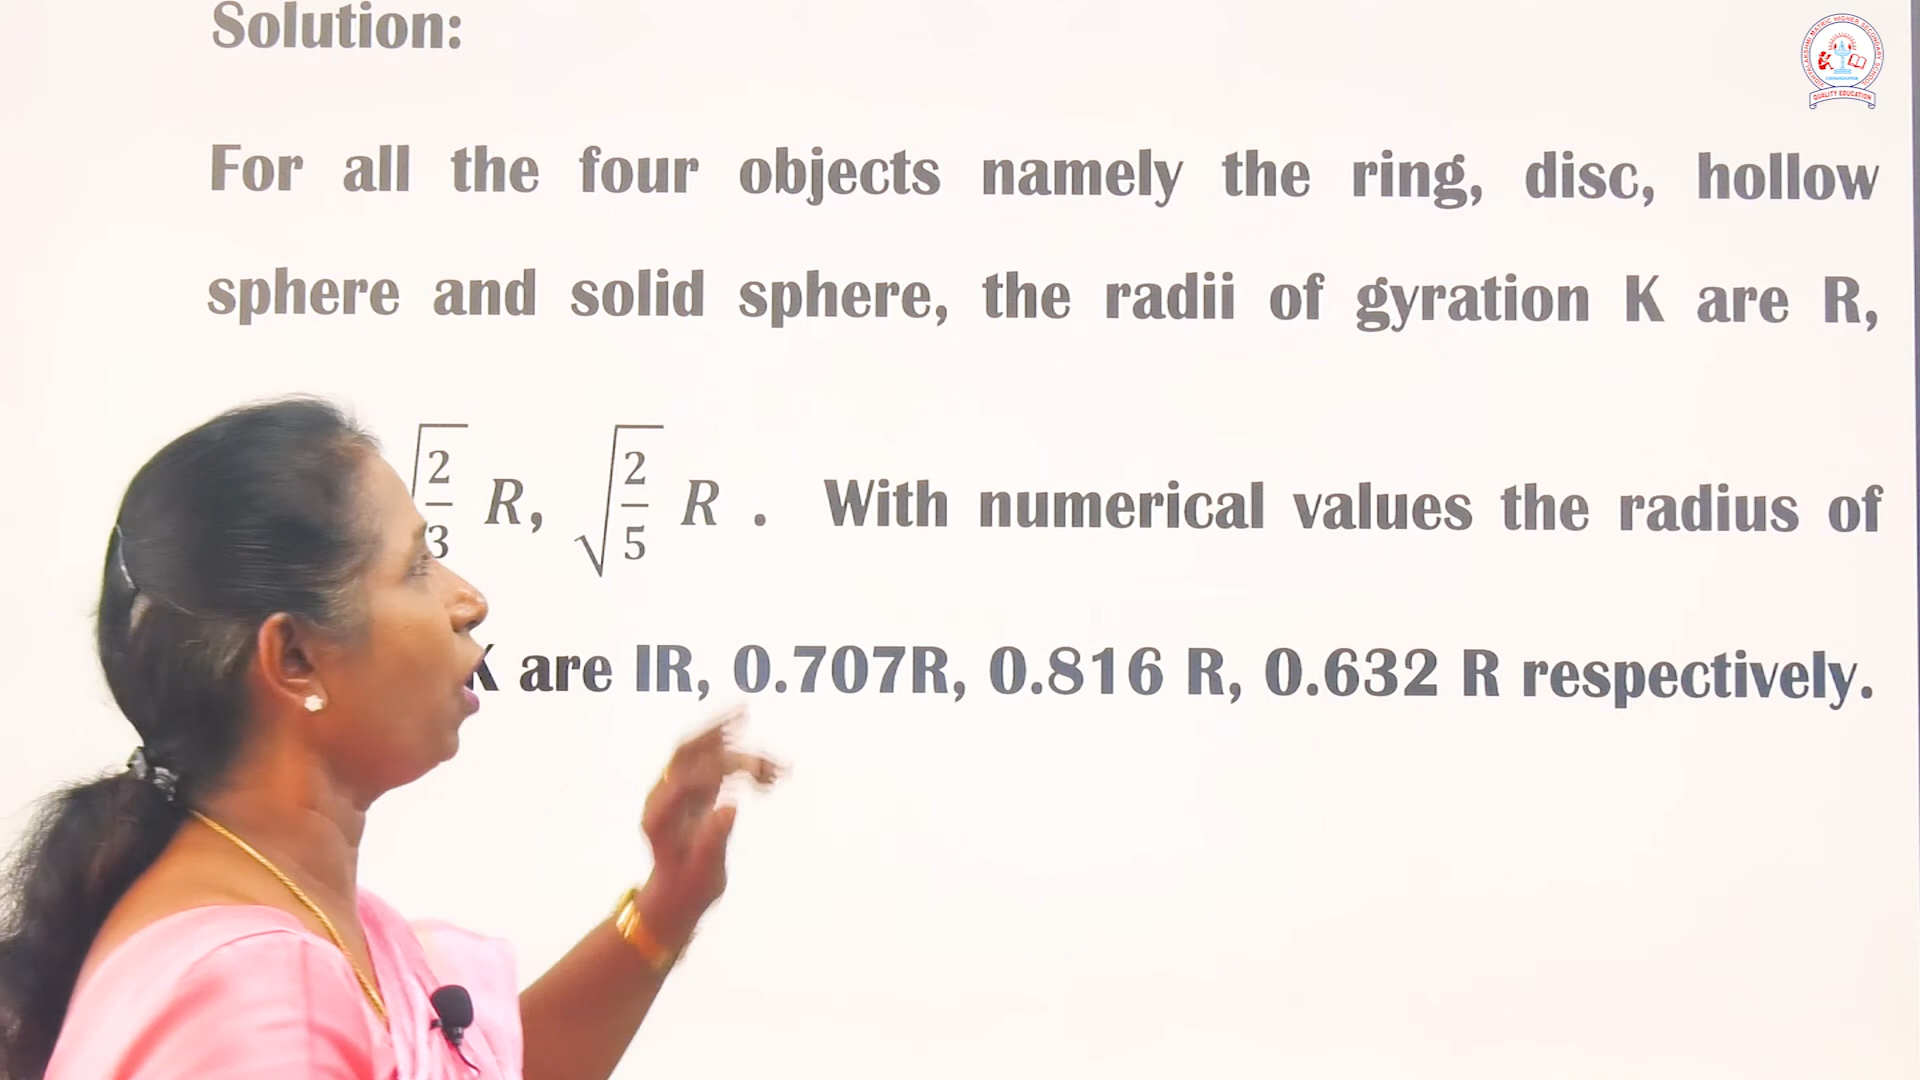 Solution:
For all the four objects namely the ring, disc, hollow
sphere and solid sphere, the radii of gyration K are R,
√2/3 R, √2/5 R . With numerical values the radius of
K are IR, 0.707R, 0.816 R, 0.632 R respectively.
QUALITY EDUCATION